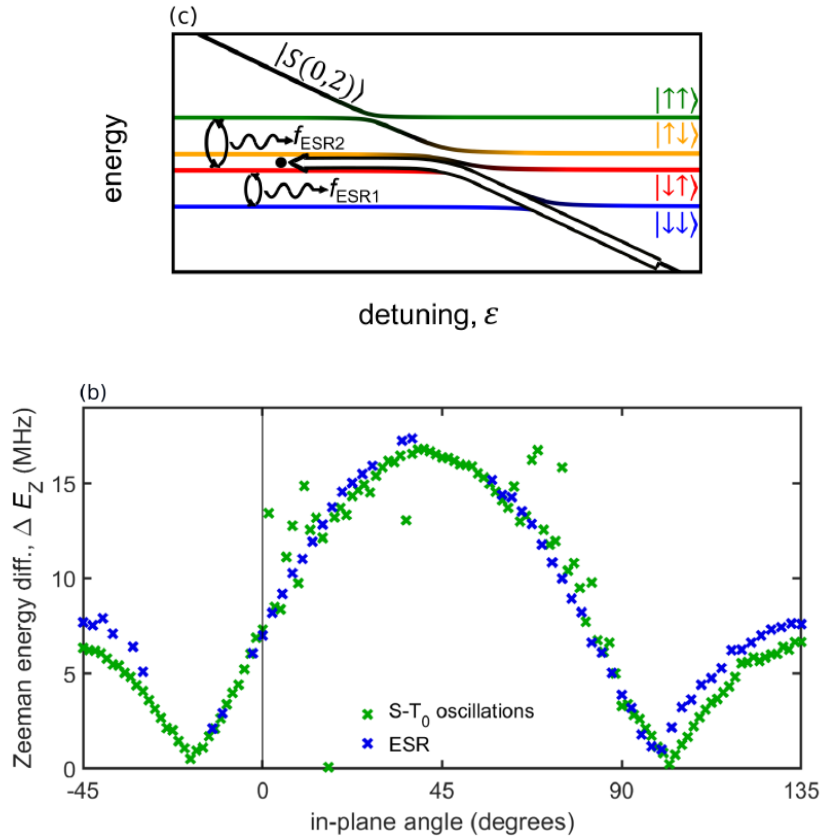 (c)
|S(0,2)⟩
|↑↑⟩
|↑↓⟩
f_ESR2
|↓↑⟩
f_ESR1
|↓↓⟩
energy
detuning, ε
(b)
Zeeman energy diff., Δ E_Z (MHz)
15
10
5
0
S-T_0 oscillations
ESR
-45 0 45 90 135
in-plane angle (degrees)